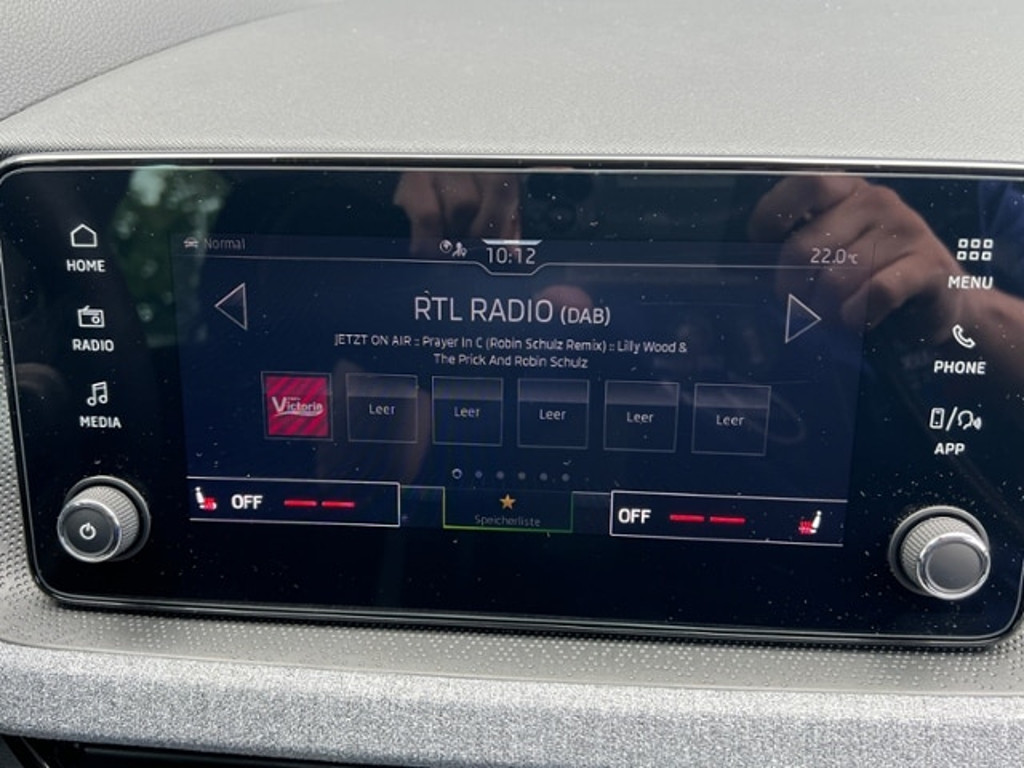 HOME
RADIO
MEDIA
Normal
10:12
22.0°C
RTL RADIO (DAB)
JETZT ON AIR :: Prayer In C (Robin Schulz Remix) :: Lilly Wood &
The Prick And Robin Schulz
Victoria
Leer
Leer
Leer
Leer
Leer
OFF
Speicherliste
OFF
MENU
PHONE
APP